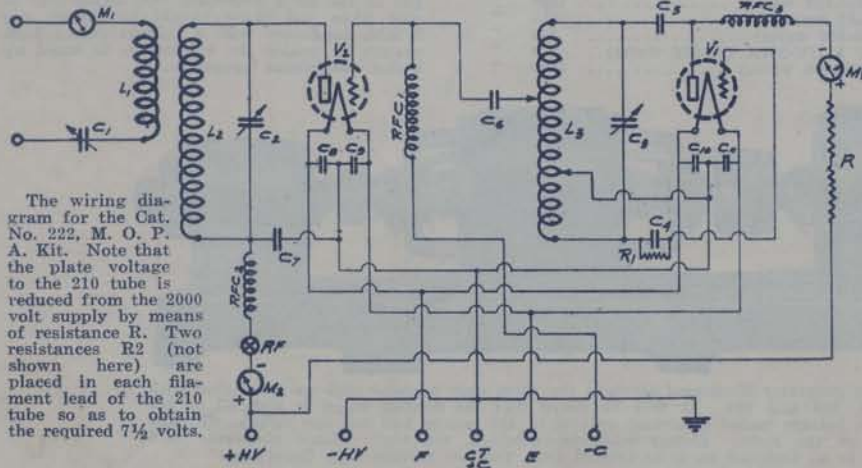 M1
L1
C1
L2
C2
V2
C8
C9
C7
RFC2
RF
-
M2
+
RFC1
C6
L3
C3
C5
RFC3
V1
-
+
C10
C4
R1
R
The wiring dia-
gram for the Cat.
No. 222, M. O. P.
A. Kit. Note that
the plate voltage
to the 210 tube is
reduced from the 2000
volt supply by means
of resistance R. Two
resistances R2 (not
shown here) are
placed in each fila-
ment lead of the 210
tube so as to obtain
the required 7½ volts.
+HV
-HV
F
CT
+C
E
-C